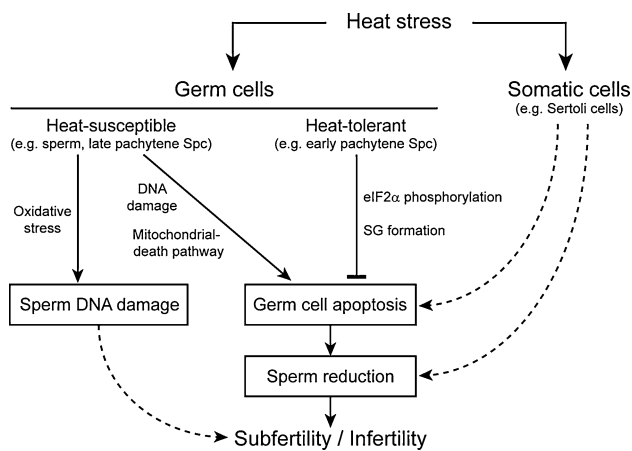 Heat stress
Germ cells
Somatic cells
(e.g. Sertoli cells)
Heat-susceptible
(e.g. sperm, late pachytene Spc)
Heat-tolerant
(e.g. early pachytene Spc)
Oxidative
stress
DNA
damage
Mitochondrial-
death pathway
eIF2α phosphorylation
SG formation
Sperm DNA damage
Germ cell apoptosis
Sperm reduction
Subfertility / Infertility